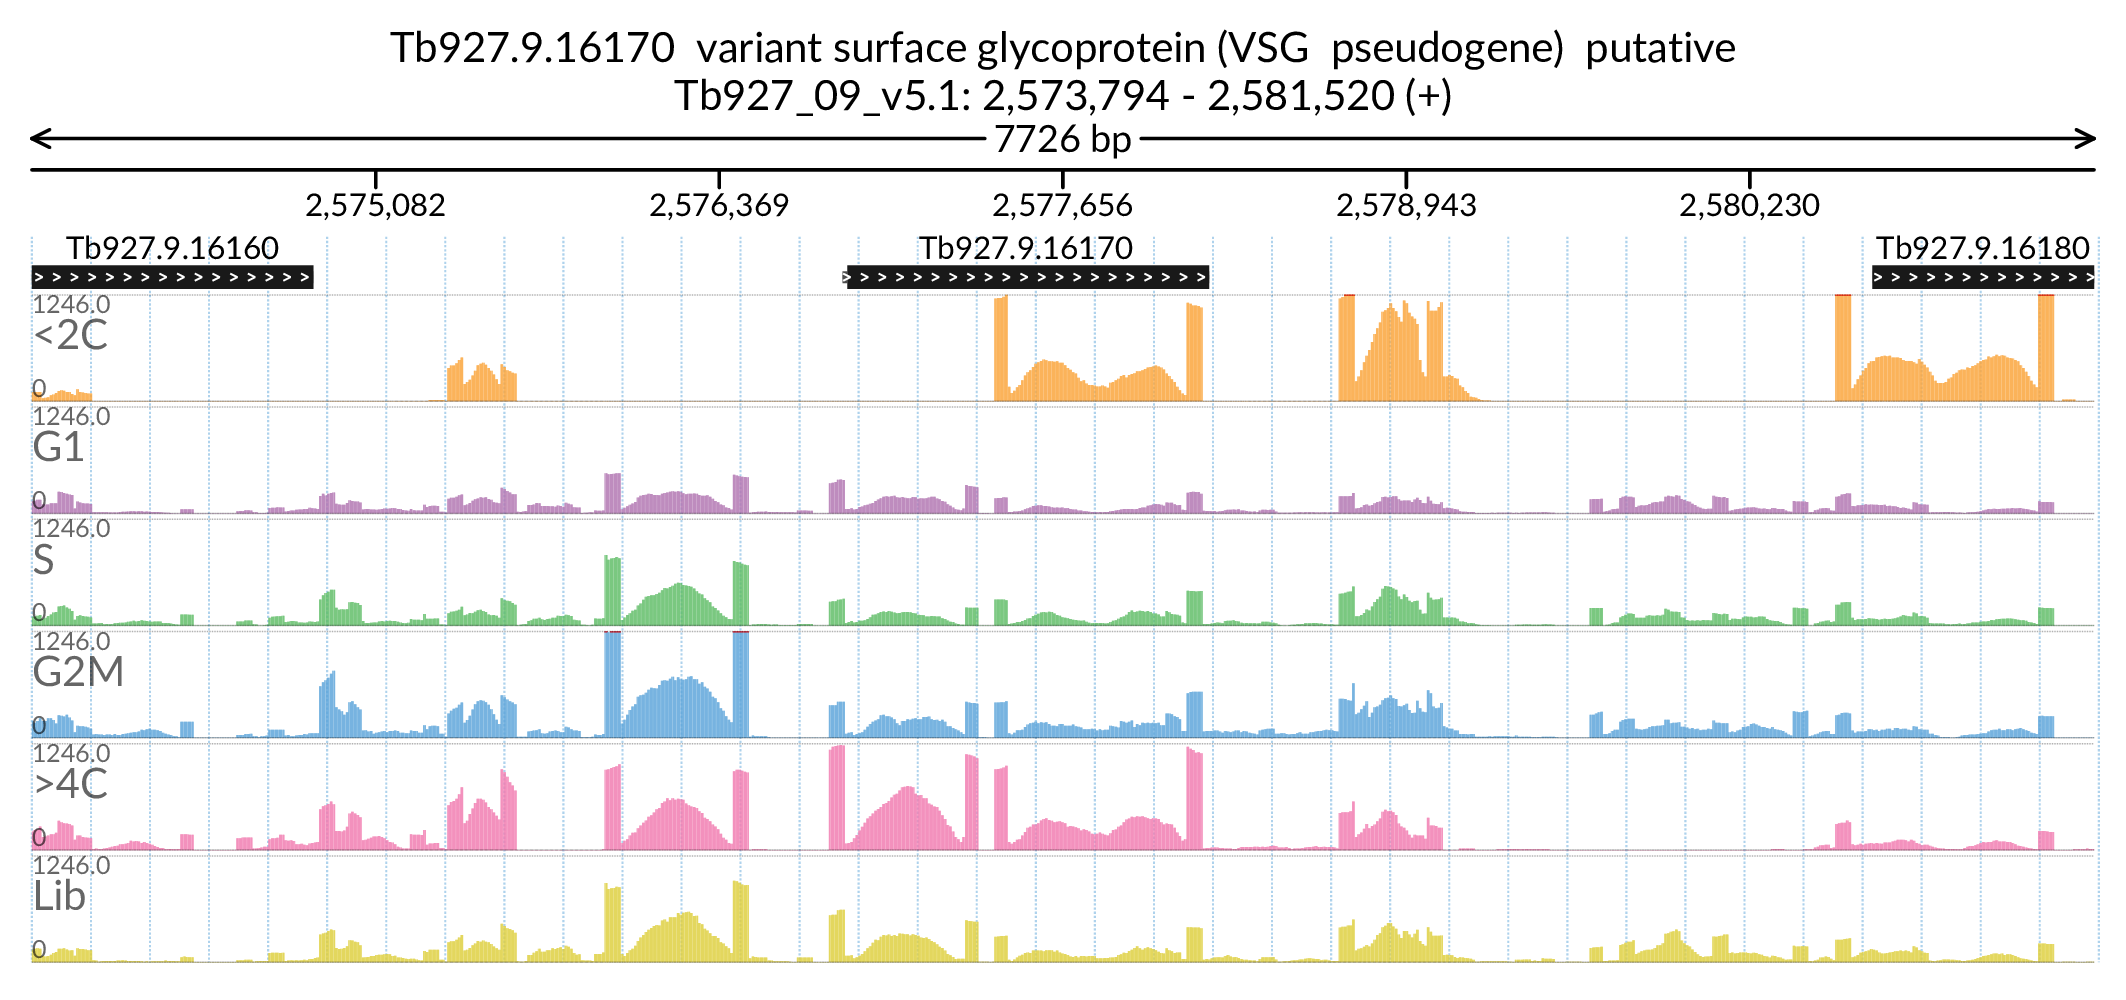 Tb927.9.16170  variant surface glycoprotein (VSG  pseudogene)  putative
Tb927_09_v5.1: 2,573,794 - 2,581,520 (+)
7726 bp
2,575,082 2,576,369 2,577,656 2,578,943 2,580,230
Tb927.9.16160 Tb927.9.16170 Tb927.9.16180
1246.0
<2C
0
1246.0
G1
0
1246.0
S
0
1246.0
G2M
0
1246.0
>4C
0
1246.0
Lib
0